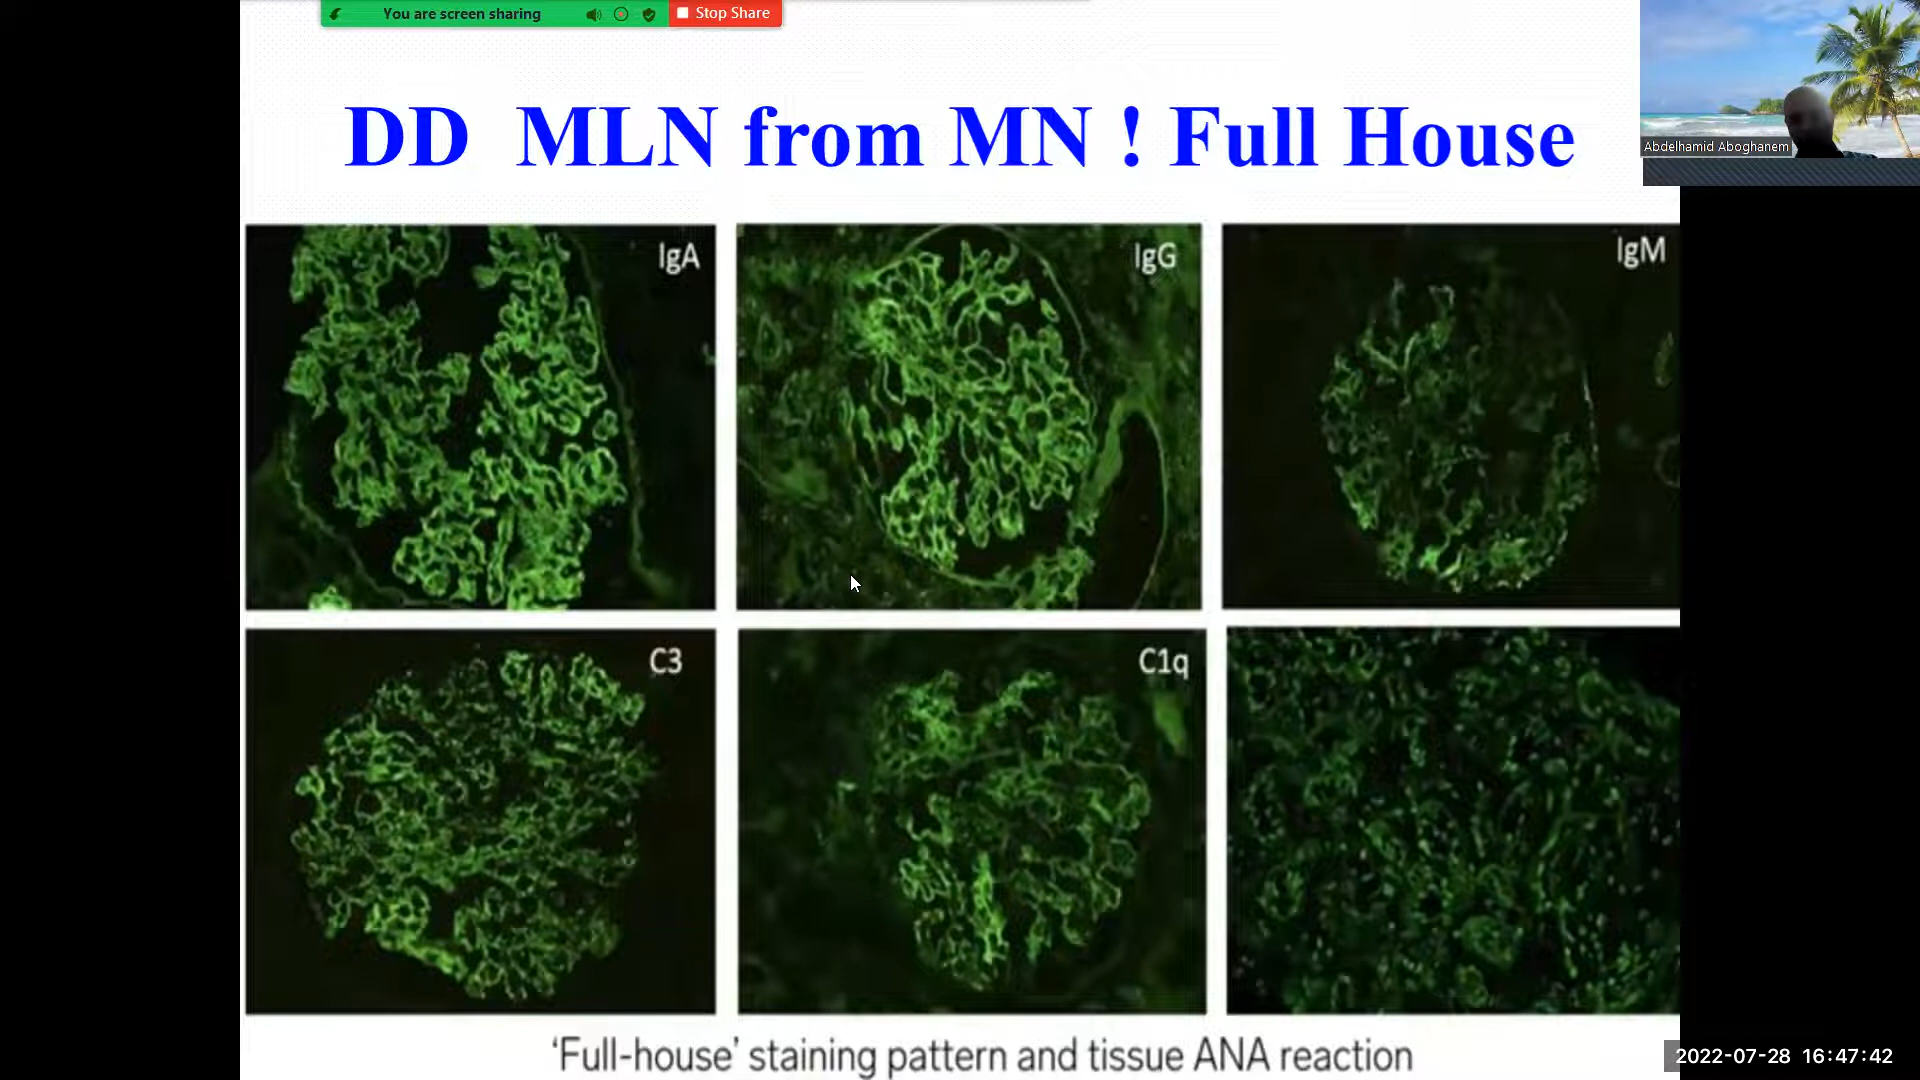 You are screen sharing
Stop Share
DD MLN from MN ! Full House
Abdelhamid Aboghanem
IgA
IgG
IgM
C3
C1q
‘Full-house’ staining pattern and tissue ANA reaction
2022-07-28 16:47:42